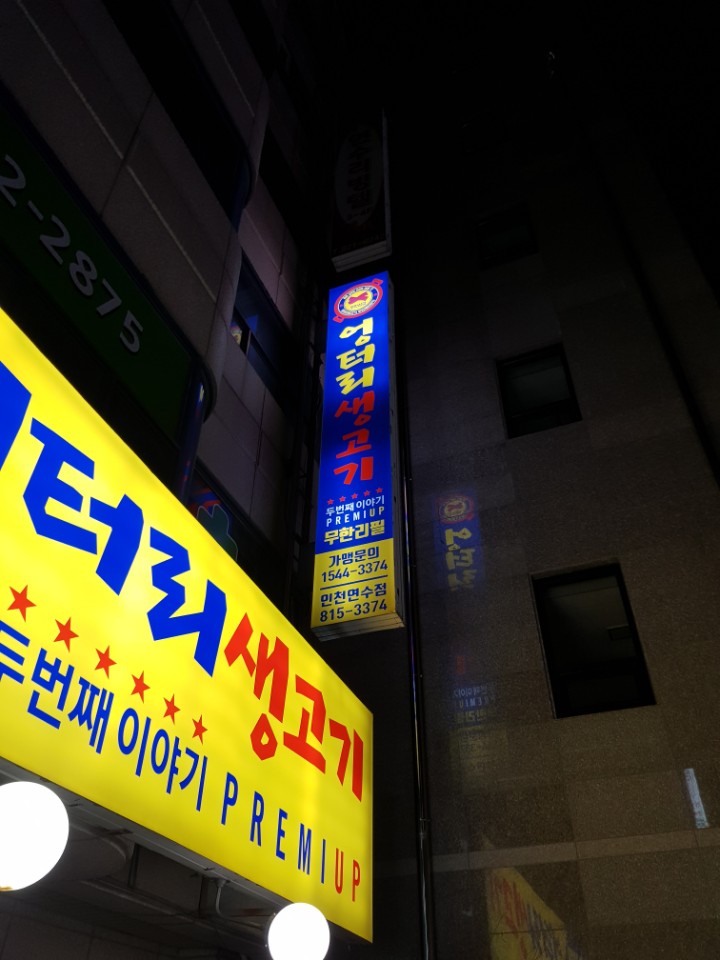 2-2875
엉터리생고기
두번째 이야기
PREMIUP
무한리필
가맹문의
1544-3374
인천연수점
815-3374
터리생고기
두번째 이야기 PREMIUP